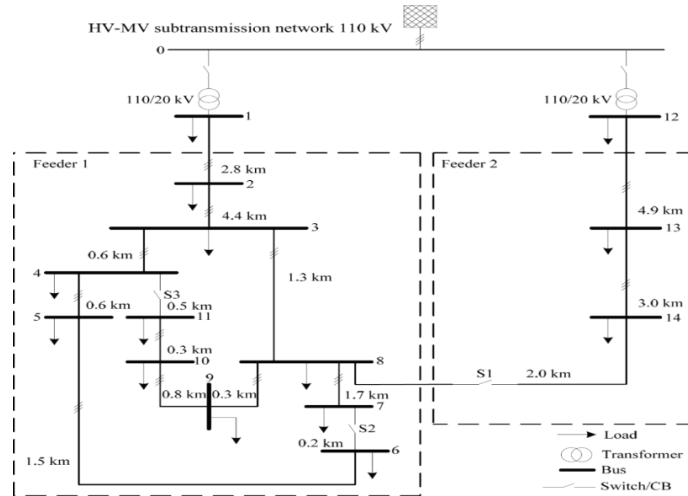 HV-MV subtransmission network 110 kV
0
110/20 kV
110/20 kV
1
12
Feeder 1
Feeder 2
2.8 km
2
4.4 km
4.9 km
3
13
0.6 km
1.3 km
4
3.0 km
S3
0.6 km
0.5 km
5
11
14
0.3 km
10
9
8
S1
2.0 km
0.8 km
0.3 km
1.7 km
7
S2
1.5 km
0.2 km
6
Load
Transformer
Bus
Switch/CB